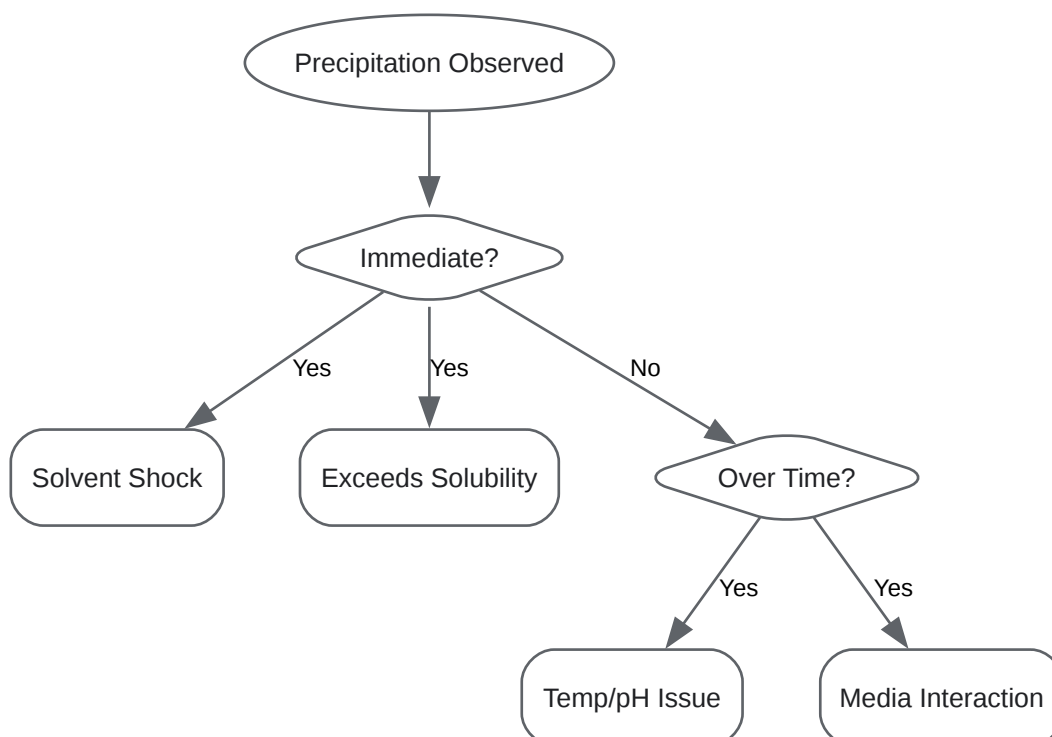 Precipitation Observed
Immediate?
Yes
Yes
No
Solvent Shock
Exceeds Solubility
Over Time?
Yes
Yes
Temp/pH Issue
Media Interaction